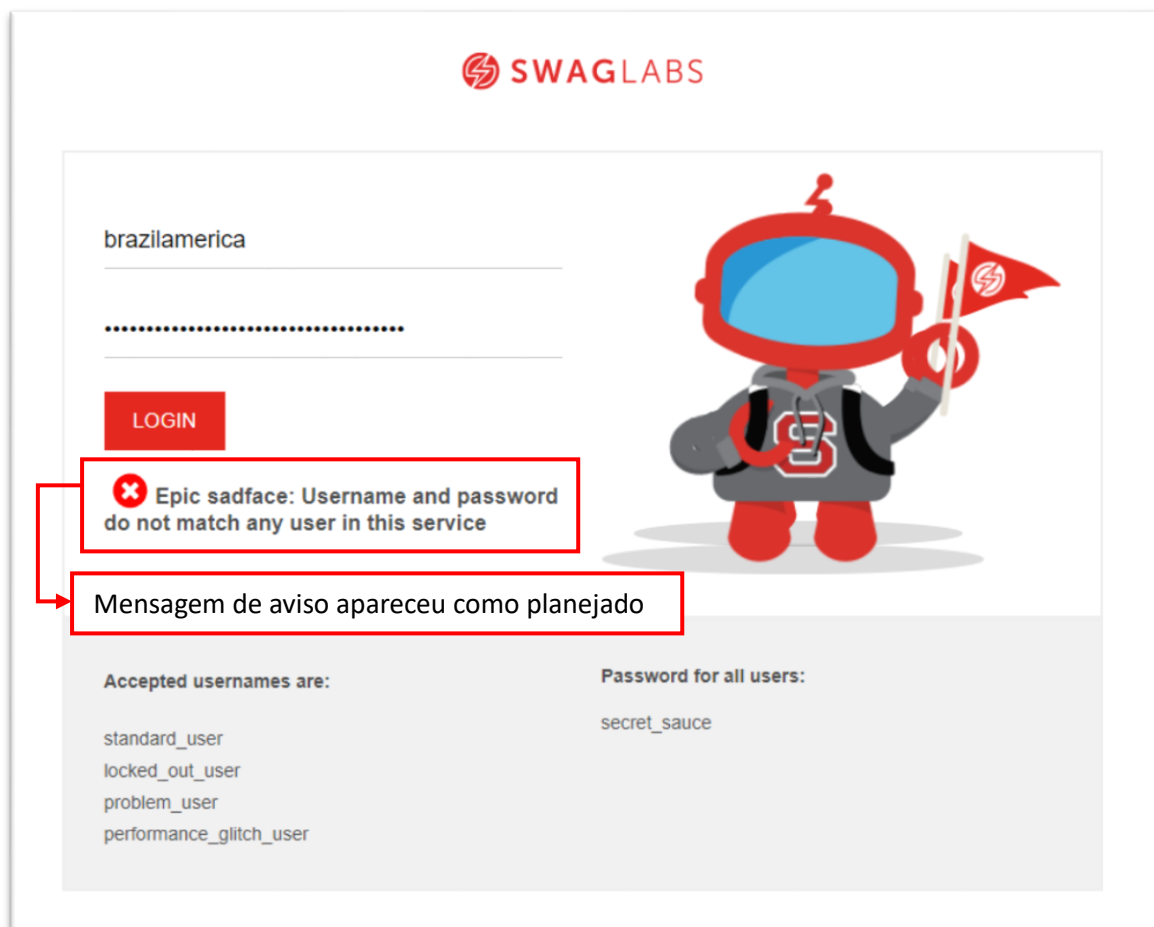 SWAGLABS
brazilamerica
••••••••••••••••••••••••••••••••••••
LOGIN
Epic sadface: Username and password
do not match any user in this service
Mensagem de aviso apareceu como planejado
Accepted usernames are:
standard_user
locked_out_user
problem_user
performance_glitch_user
Password for all users:
secret_sauce
S